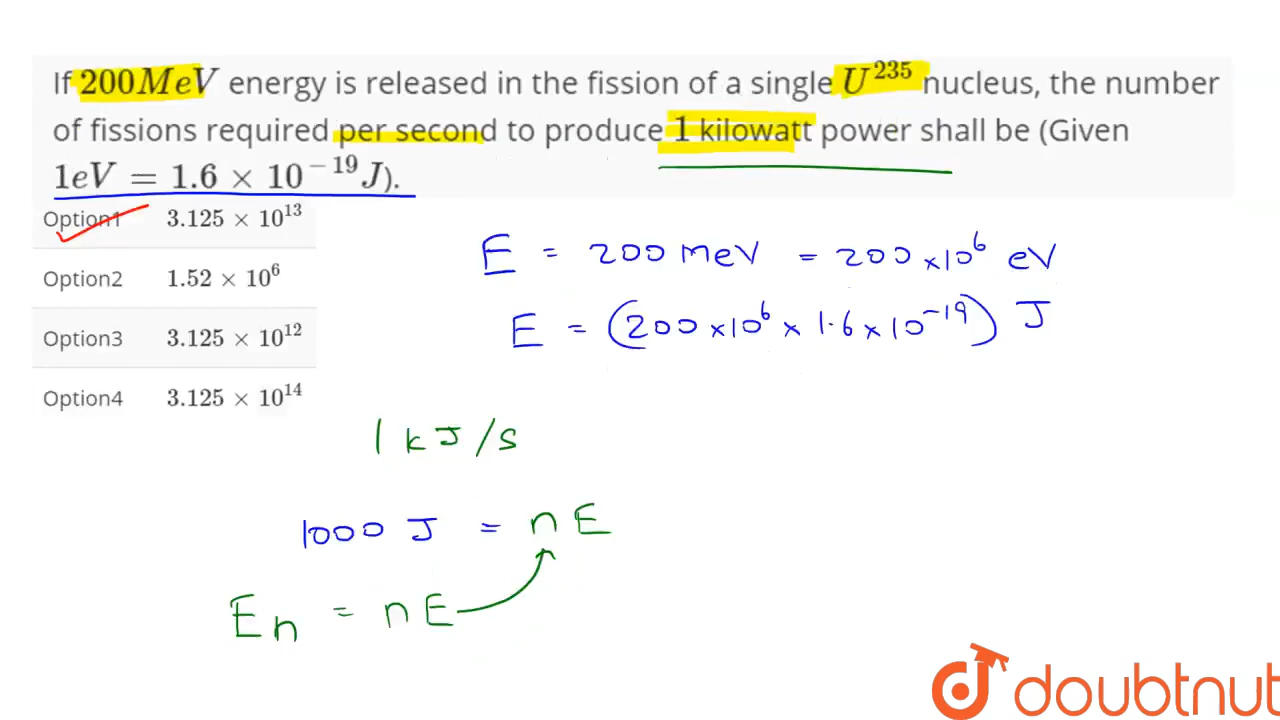 If 200MeV energy is released in the fission of a single U^235 nucleus, the number
of fissions required per second to produce 1 kilowatt power shall be (Given
1eV = 1.6 × 10^-19 J).
Option1 3.125 × 10^13
Option2 1.52 × 10^6
Option3 3.125 × 10^12
Option4 3.125 × 10^14
E = 200 MeV = 200 × 10^6 eV
E = (200 × 10^6 × 1.6 × 10^-19) J
1 kJ/s
1000 J = nE
En = nE
doubtnut